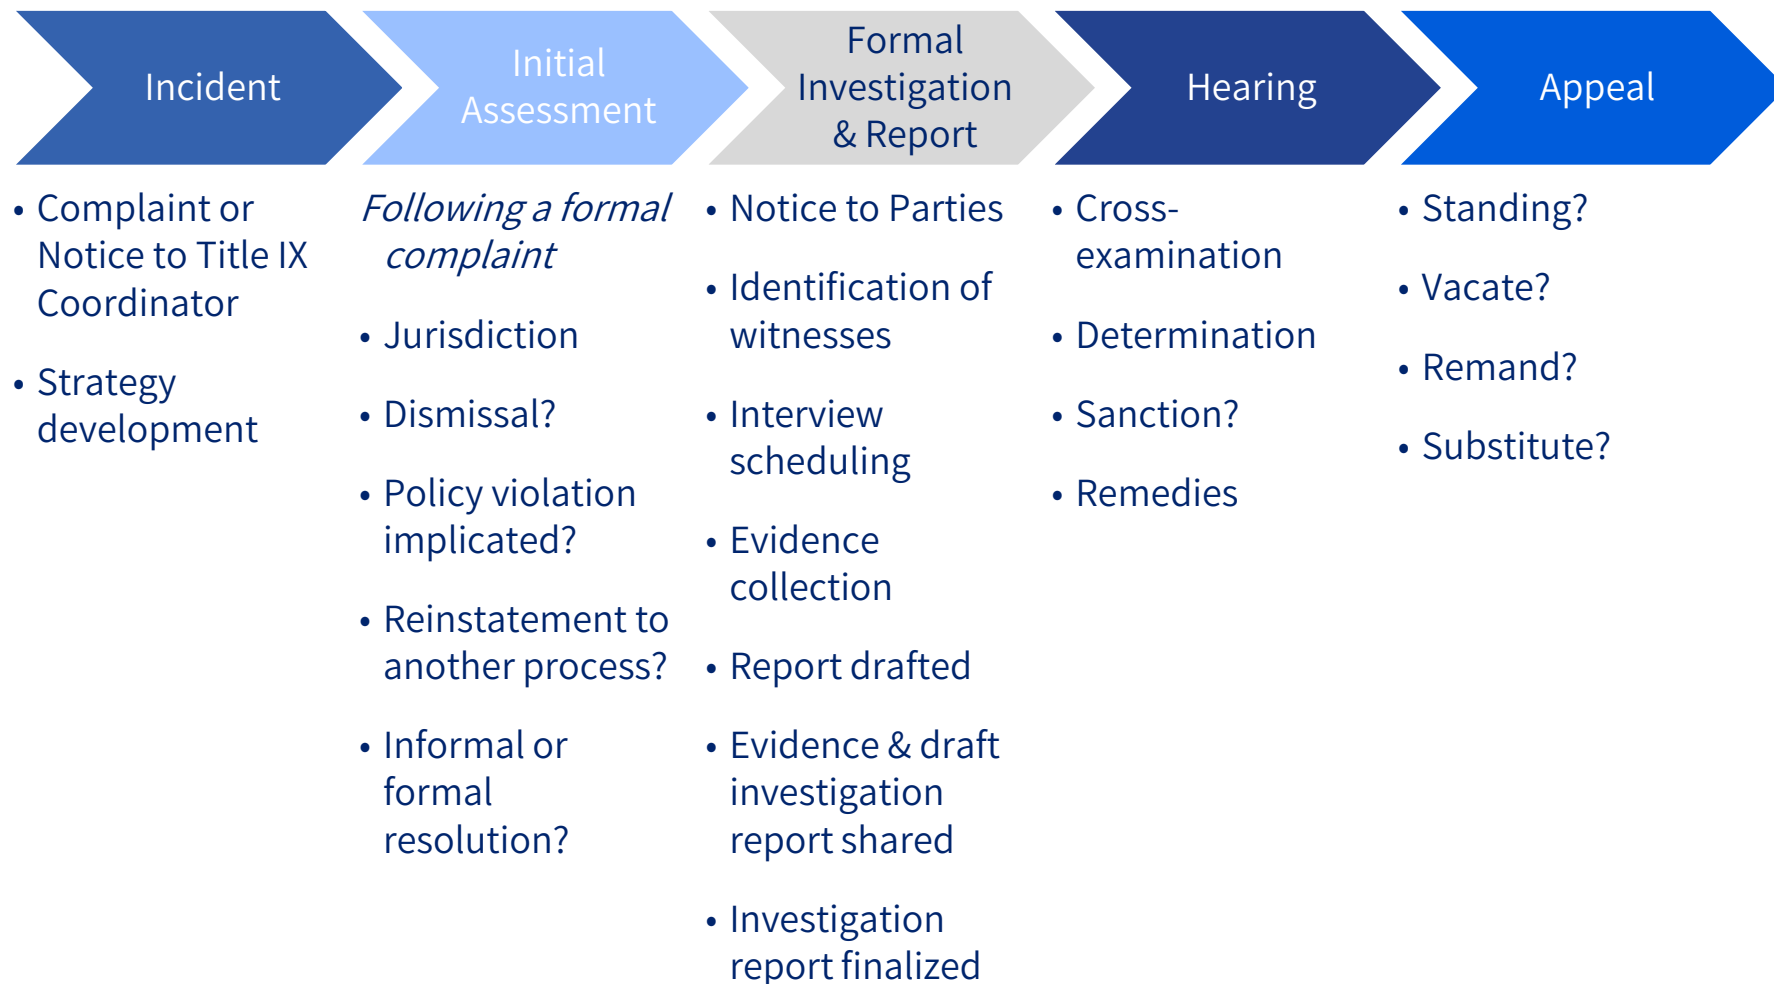 Incident
Initial
Assessment
Formal
Investigation
& Report
Hearing
Appeal
• Complaint or
Notice to Title IX
Coordinator
• Strategy
development
Following a formal
complaint
• Jurisdiction
• Dismissal?
• Policy violation
implicated?
• Reinstatement to
another process?
• Informal or
formal
resolution?
• Notice to Parties
• Identification of
witnesses
• Interview
scheduling
• Evidence
collection
• Report drafted
• Evidence & draft
investigation
report shared
• Investigation
report finalized
• Cross-
examination
• Determination
• Sanction?
• Remedies
• Standing?
• Vacate?
• Remand?
• Substitute?